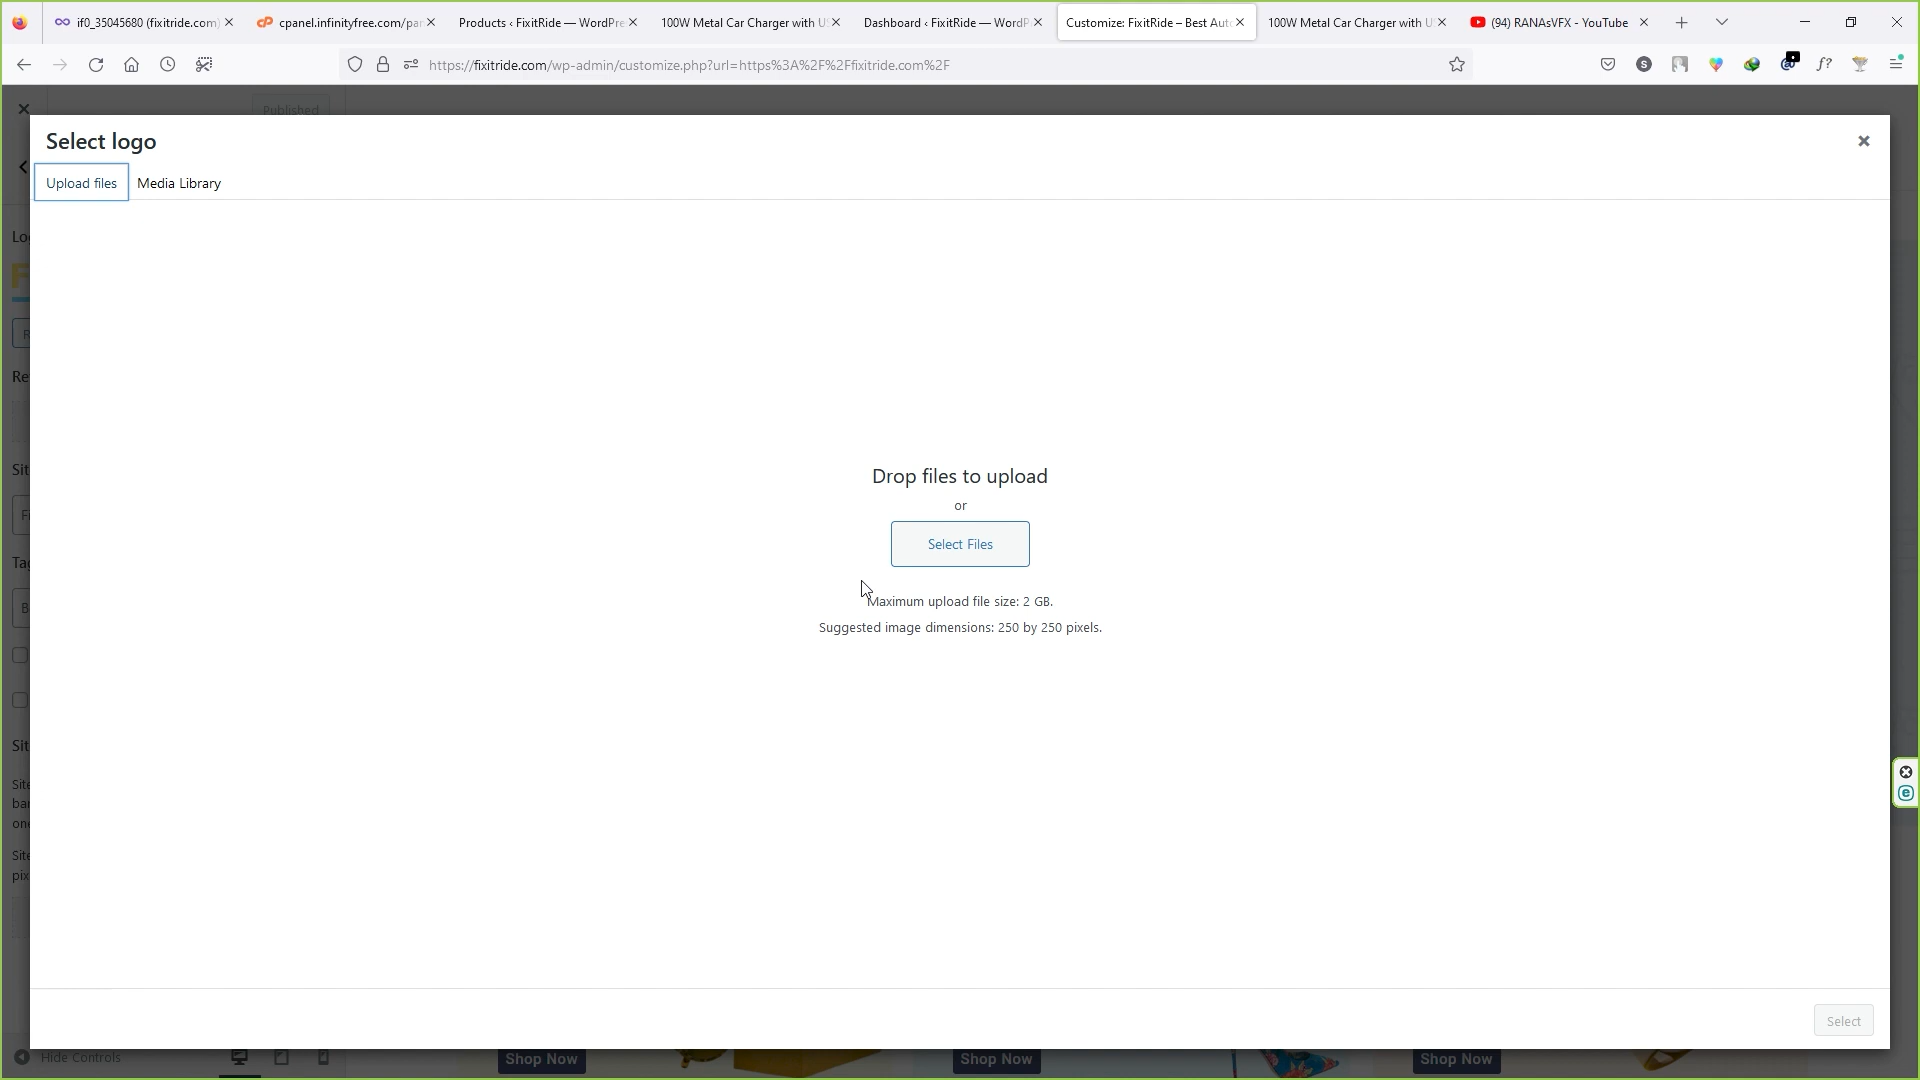 if0_35045680 (fixitride.com)
cpanel.infinityfree.com/pan
Products ‹ FixitRide — WordPre
100W Metal Car Charger with U
Dashboard ‹ FixitRide — WordP
Customize: FixitRide – Best Aut
100W Metal Car Charger with U
(94) RANAsVFX - YouTube
https://fixitride.com/wp-admin/customize.php?url=https%3A%2F%2Ffixitride.com%2F
Published
Select logo
Upload files
Media Library
Drop files to upload
or
Select Files
Maximum upload file size: 2 GB.
Suggested image dimensions: 250 by 250 pixels.
Select
Hide Controls
Shop Now
Shop Now
Shop Now